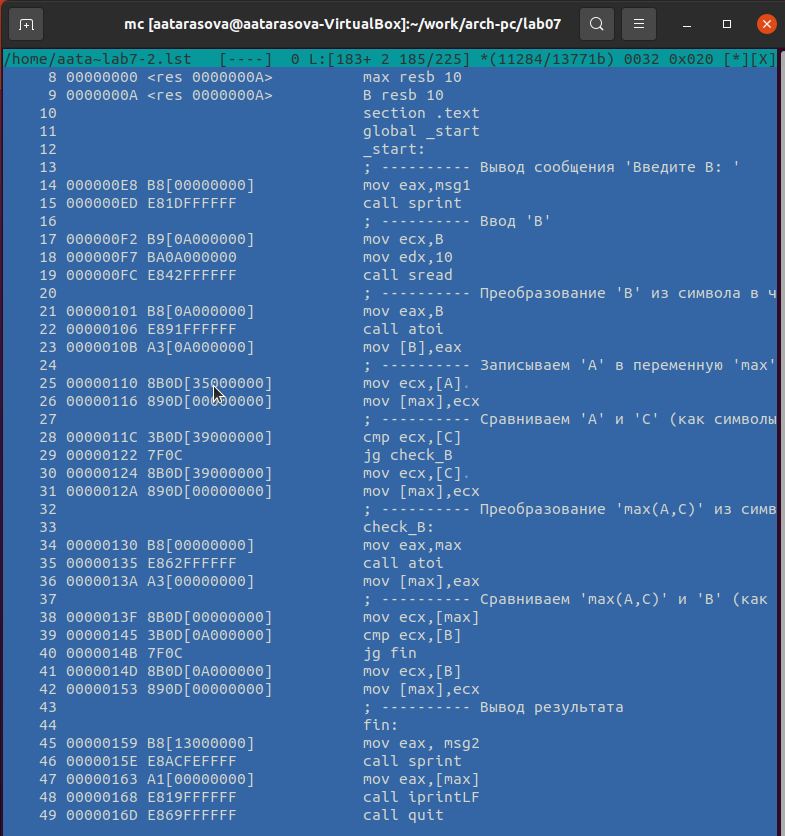 mc [aatarasova@aatarasova-VirtualBox]:~/work/arch-pc/lab07
/home/aata~lab7-2.lst   [----]  0 L:[183+ 2 185/225] *(11284/13771b) 0032 0x020 [*][X]
8 00000000 <res 0000000A>          max resb 10
9 0000000A <res 0000000A>          B resb 10
10                                  section .text
11                                  global _start
12                                  _start:
13                                  ; ---------- Вывод сообщения 'Введите B: '
14 000000E8 B8[00000000]            mov eax,msg1
15 000000ED E81DFFFFFF              call sprint
16                                  ; ---------- Ввод 'B'
17 000000F2 B9[0A000000]            mov ecx,B
18 000000F7 BA0A000000              mov edx,10
19 000000FC E842FFFFFF              call sread
20                                  ; ---------- Преобразование 'B' из символа в ч
21 00000101 B8[0A000000]            mov eax,B
22 00000106 E891FFFFFF              call atoi
23 0000010B A3[0A000000]            mov [B],eax
24                                  ; ---------- Записываем 'A' в переменную 'max'
25 00000110 8B0D[35000000]          mov ecx,[A].
26 00000116 890D[00000000]          mov [max],ecx
27                                  ; ---------- Сравниваем 'A' и 'C' (как символы
28 0000011C 3B0D[39000000]          cmp ecx,[C]
29 00000122 7F0C                    jg check_B
30 00000124 8B0D[39000000]          mov ecx,[C].
31 0000012A 890D[00000000]          mov [max],ecx
32                                  ; ---------- Преобразование 'max(A,C)' из симв
33                                  check_B:
34 00000130 B8[00000000]            mov eax,max
35 00000135 E862FFFFFF              call atoi
36 0000013A A3[00000000]            mov [max],eax
37                                  ; ---------- Сравниваем 'max(A,C)' и 'B' (как
38 0000013F 8B0D[00000000]          mov ecx,[max]
39 00000145 3B0D[0A000000]          cmp ecx,[B]
40 0000014B 7F0C                    jg fin
41 0000014D 8B0D[0A000000]          mov ecx,[B]
42 00000153 890D[00000000]          mov [max],ecx
43                                  ; ---------- Вывод результата
44                                  fin:
45 00000159 B8[13000000]            mov eax, msg2
46 0000015E E8ACFEFFFF              call sprint
47 00000163 A1[00000000]            mov eax,[max]
48 00000168 E819FFFFFF              call iprintLF
49 0000016D E869FFFFFF              call quit